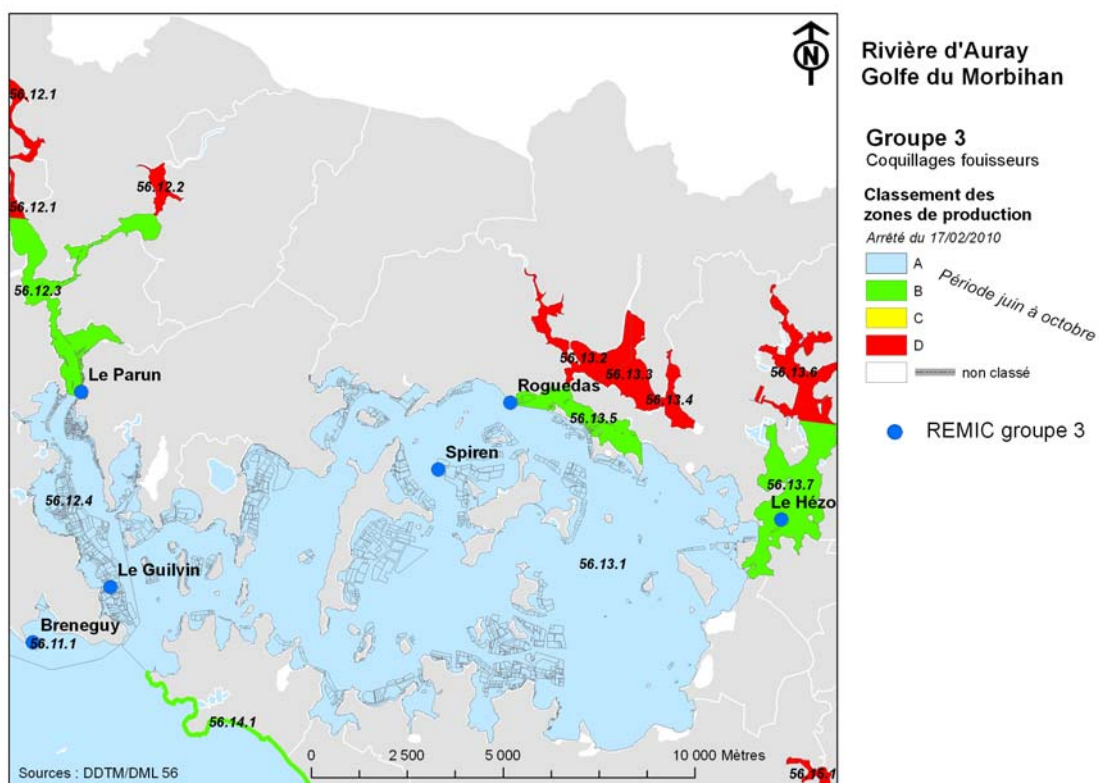 Rivière d'Auray
Golfe du Morbihan
Groupe 3
Coquillages fouisseurs
Classement des
zones de production
Arrêté du 17/02/2010
A
B
C
D
non classé
Période juin à octobre
REMIC groupe 3
N
56.12.1
56.12.2
56.12.1
56.12.3
Le Parun
56.13.2
56.13.3
56.13.4
56.13.6
Roguedas
56.13.5
Spiren
56.13.7
Le Hézo
56.12.4
56.13.1
Le Guilvin
Breneguy
56.11.1
56.14.1
0 2 500 5 000 10 000 Mètres
Sources : DDTM/DML 56
56.15.1